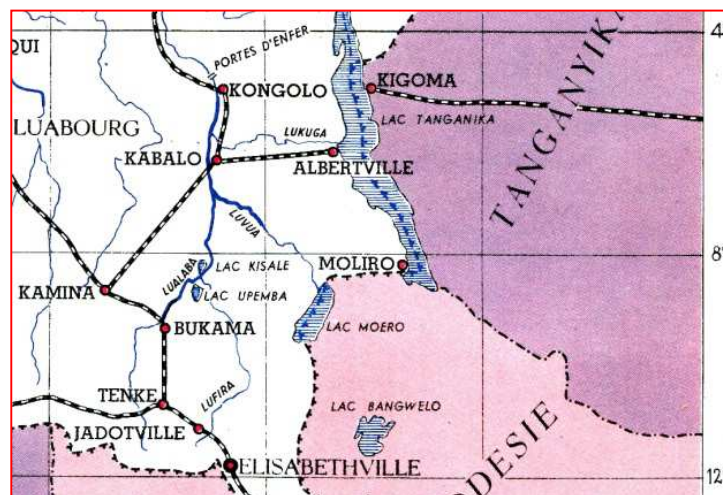 4
QUI
PORTES D'ENFER
TANGANYIKA
KONGOLO
KIGOMA
LUABOURG
LUKUGA
LAC TANGANIKA
KABALO
ALBERTVILLE
LUVUA
8°
MOLIRO
LUALABA
LAC KISALE
KAMINA
LAC UPEMBA
BUKAMA
LAC MOERO
TENKE
LUFIRA
LAC BANGWELO
JADOTVILLE
ODESIE
ELISABETHVILLE
12